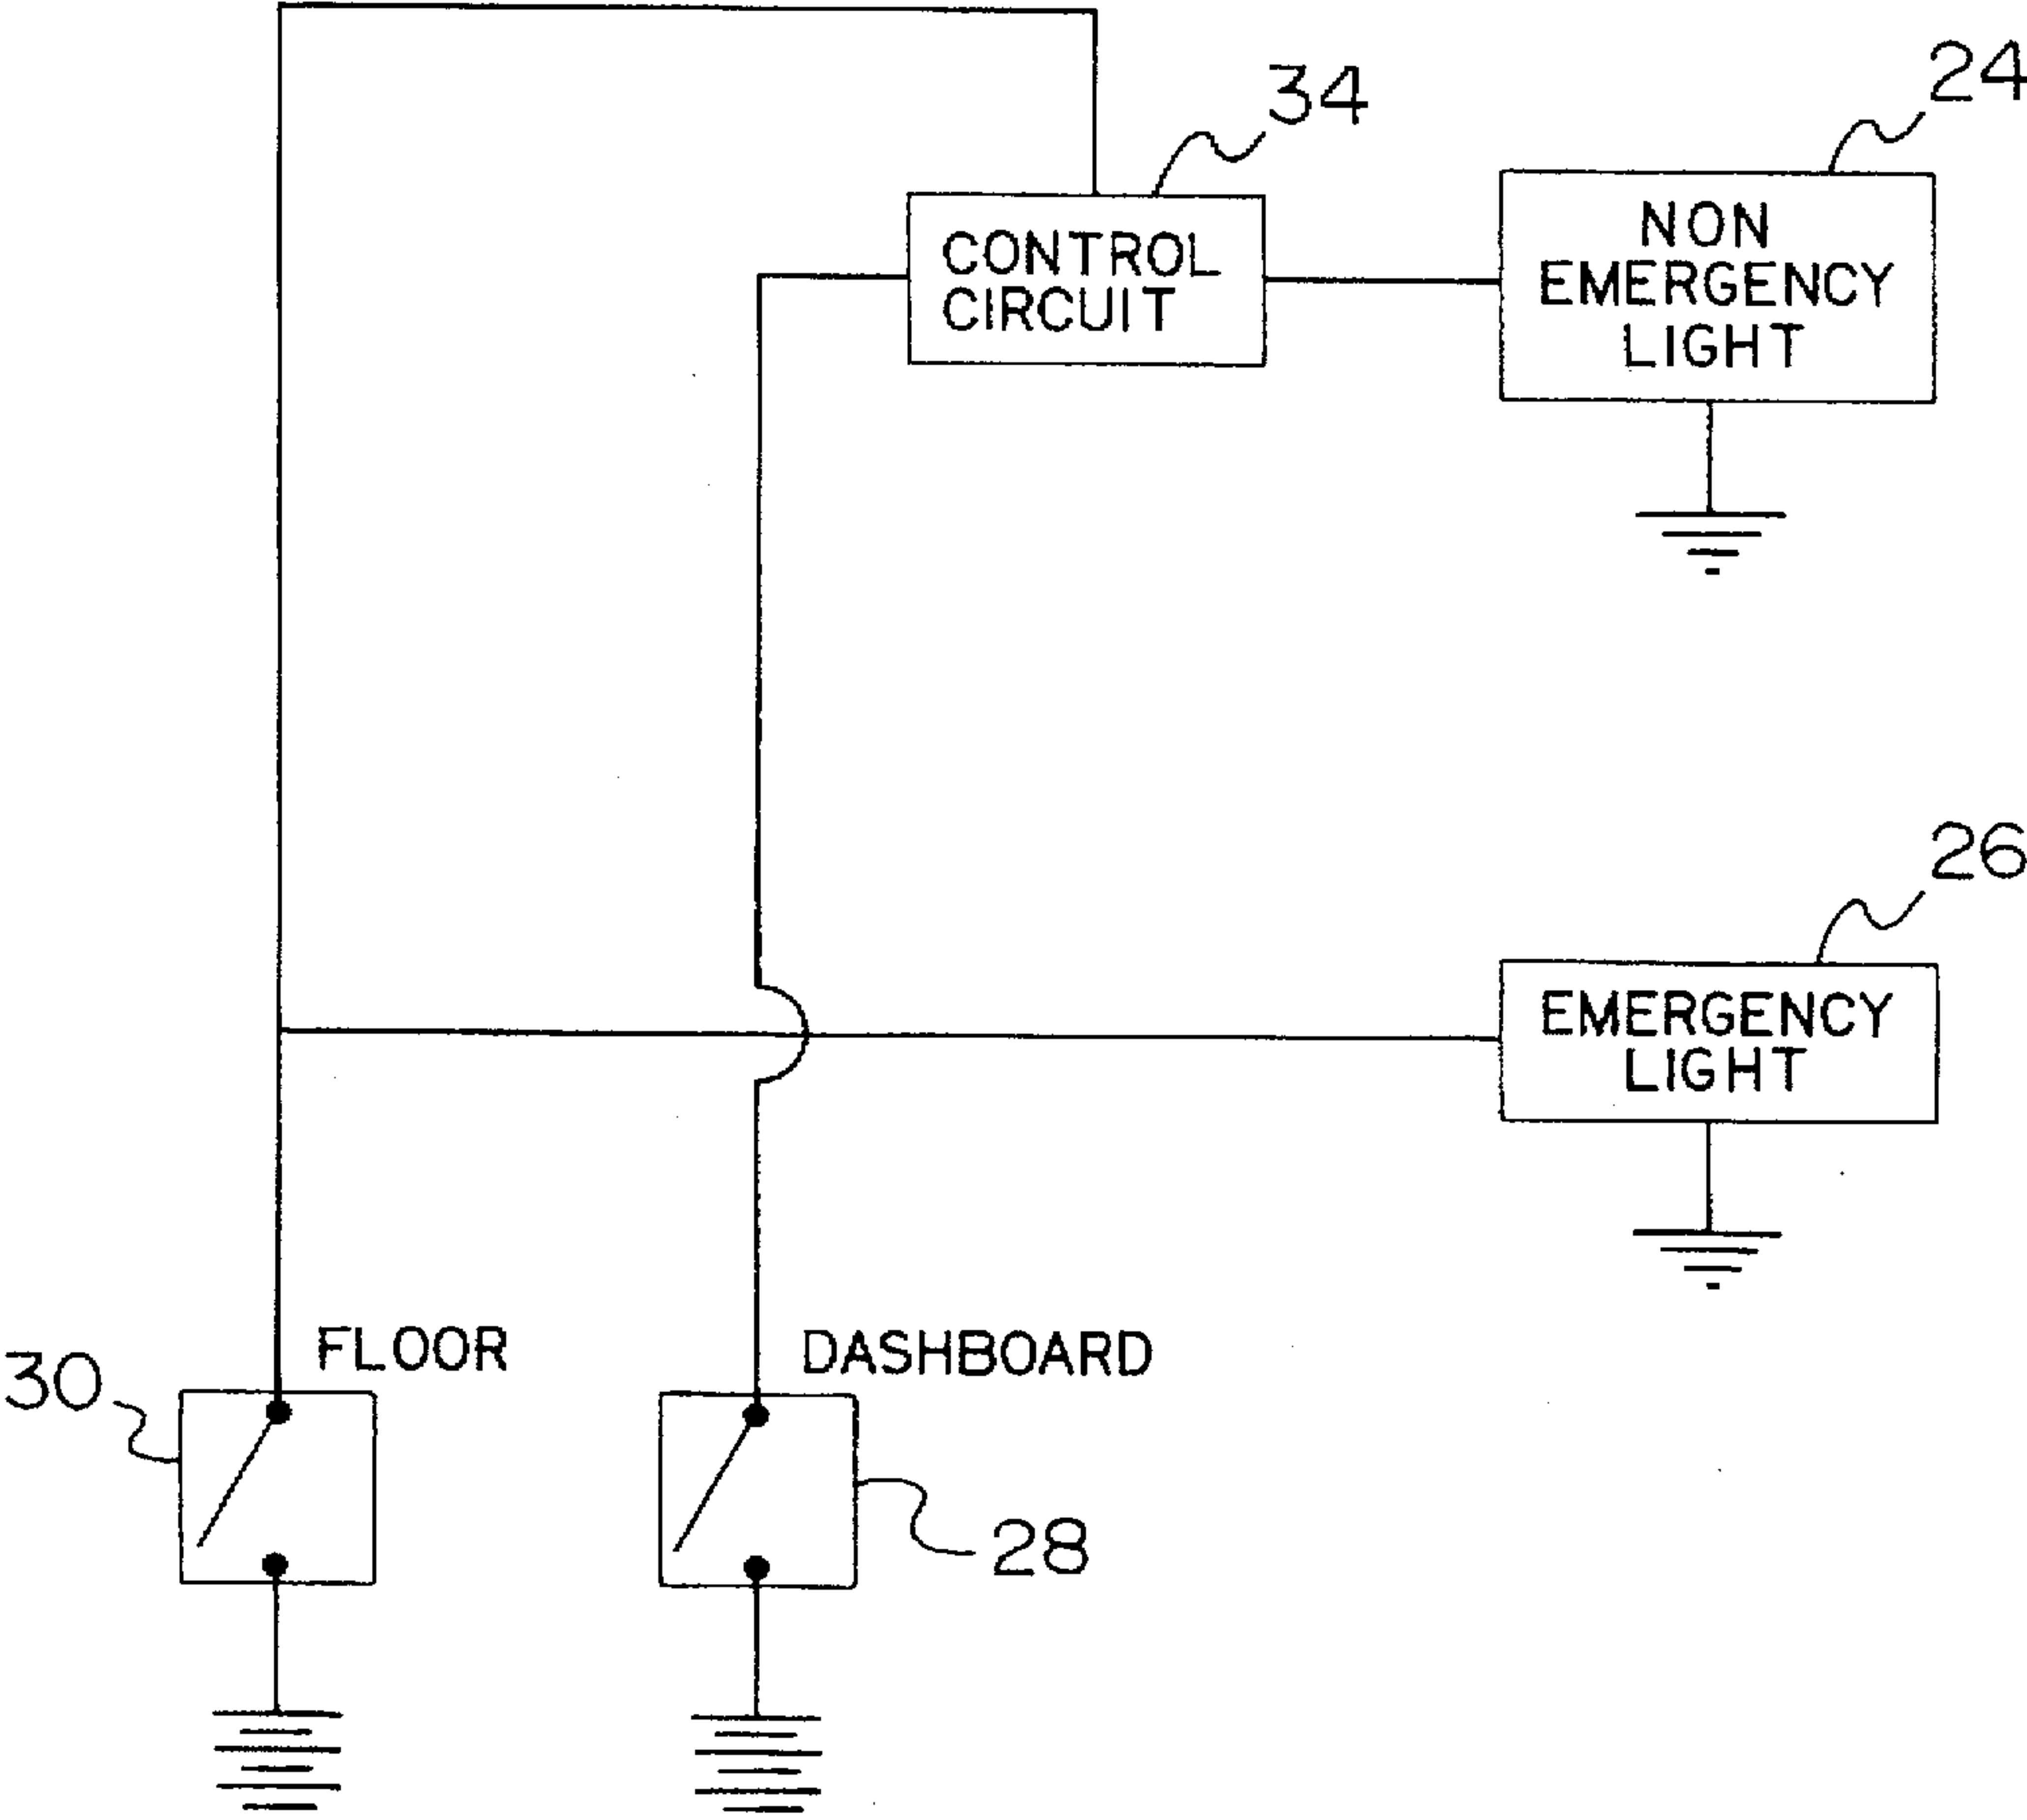 34
24
CONTROL
CIRCUIT
NON
EMERGENCY
LIGHT
26
EMERGENCY
LIGHT
FLOOR
DASHBOARD
30
28